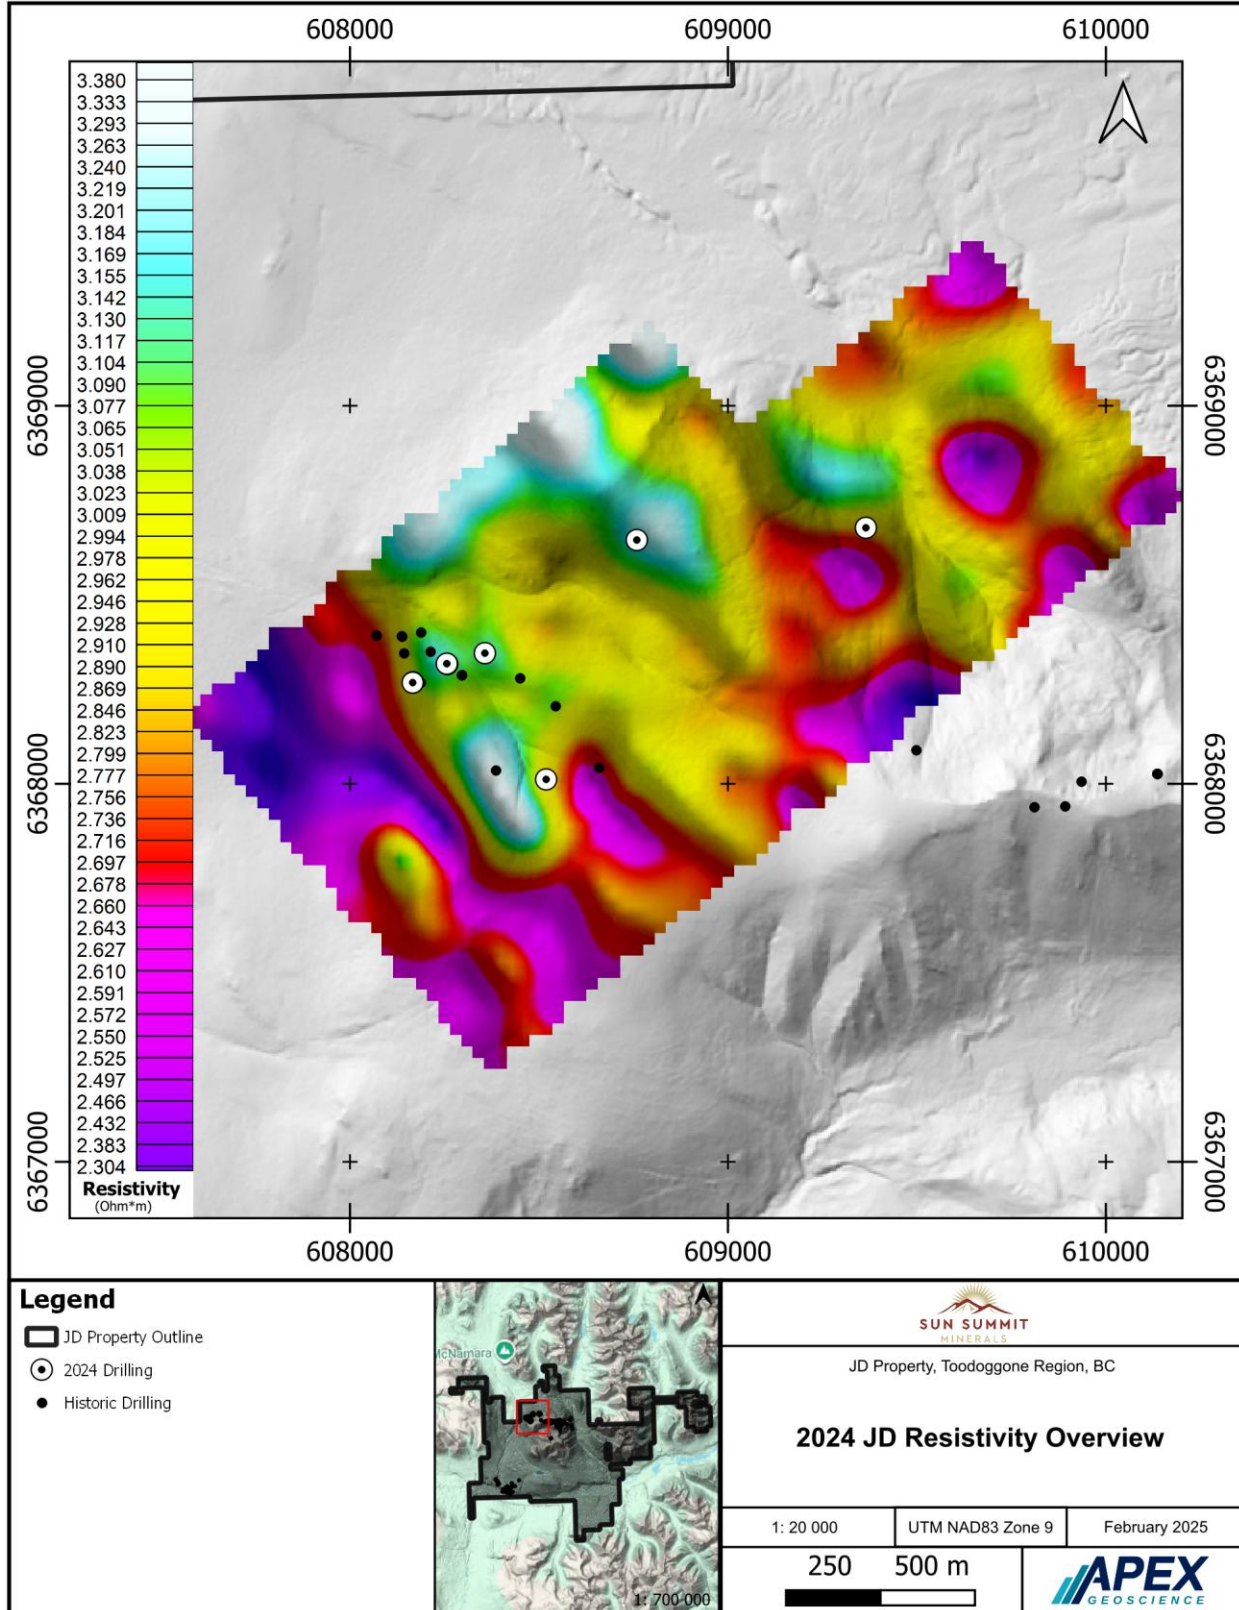 608000 609000 610000
3.380
3.333
3.293
3.263
3.240
3.219
3.201
3.184
3.169
3.155
3.142
3.130
3.117
3.104
3.090
3.077
3.065
3.051
3.038
3.023
3.009
2.994
2.978
2.962
2.946
2.928
2.910
2.890
2.869
2.846
2.823
2.799
2.777
2.756
2.736
2.716
2.697
2.678
2.660
2.643
2.627
2.610
2.591
2.572
2.550
2.525
2.497
2.466
2.432
2.383
2.304
Resistivity
(Ohm*m)
6369000
6368000
6367000
6369000
6368000
6367000
608000 609000 610000
Legend
JD Property Outline
2024 Drilling
Historic Drilling
McNamara
1: 700 000
SUN SUMMIT
MINERALS
JD Property, Toodoggone Region, BC
2024 JD Resistivity Overview
1: 20 000
UTM NAD83 Zone 9
February 2025
250 500 m
APEX
GEOSCIENCE